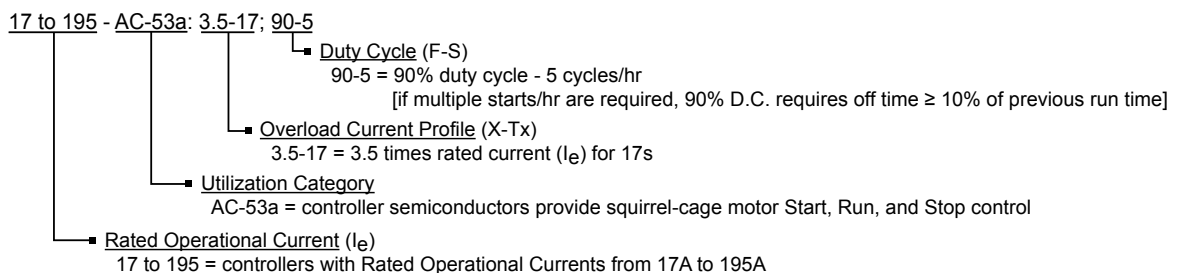 17 to 195 - AC-53a: 3.5-17; 90-5
Duty Cycle (F-S)
90-5 = 90% duty cycle - 5 cycles/hr
[if multiple starts/hr are required, 90% D.C. requires off time ≥ 10% of previous run time]
Overload Current Profile (X-Tx)
3.5-17 = 3.5 times rated current (Ie) for 17s
Utilization Category
AC-53a = controller semiconductors provide squirrel-cage motor Start, Run, and Stop control
Rated Operational Current (Ie)
17 to 195 = controllers with Rated Operational Currents from 17A to 195A